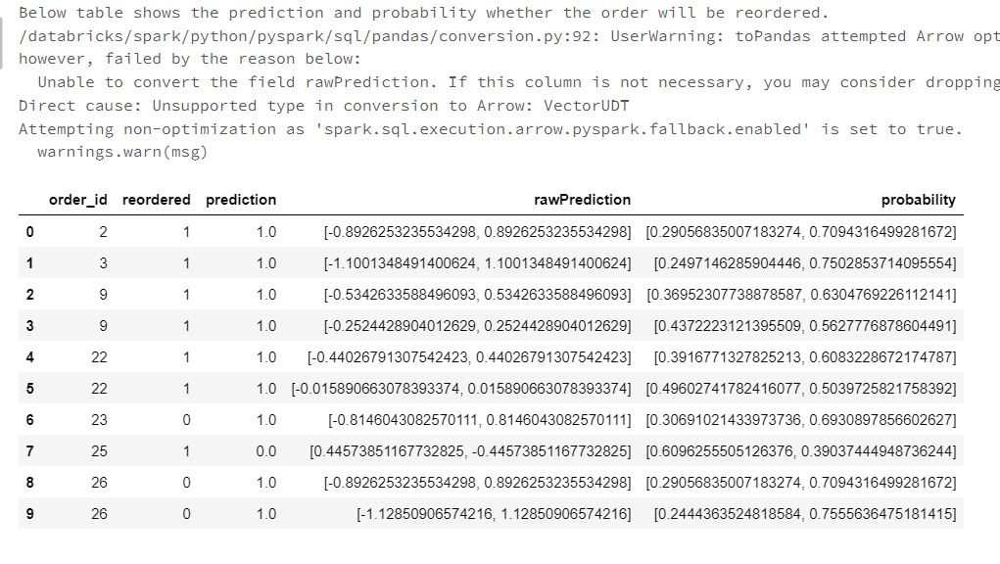 Below table shows the prediction and probability whether the order will be reordered.
/databricks/spark/python/pyspark/sql/pandas/conversion.py:92: UserWarning: toPandas attempted Arrow opt
however, failed by the reason below:
  Unable to convert the field rawPrediction. If this column is not necessary, you may consider dropping
Direct cause: Unsupported type in conversion to Arrow: VectorUDT
Attempting non-optimization as 'spark.sql.execution.arrow.pyspark.fallback.enabled' is set to true.
  warnings.warn(msg)
order_id reordered prediction rawPrediction probability
0 2 1 1.0 [-0.8926253235534298, 0.8926253235534298] [0.29056835007183274, 0.7094316499281672]
1 3 1 1.0 [-1.1001348491400624, 1.1001348491400624] [0.2497146285904446, 0.7502853714095554]
2 9 1 1.0 [-0.5342633588496093, 0.5342633588496093] [0.36952307738878587, 0.6304769226112141]
3 9 1 1.0 [-0.2524428904012629, 0.2524428904012629] [0.4372223121395509, 0.5627776878604491]
4 22 1 1.0 [-0.44026791307542423, 0.44026791307542423] [0.3916771327825213, 0.6083228672174787]
5 22 1 1.0 [-0.015890663078393374, 0.015890663078393374] [0.49602741782416077, 0.5039725821758392]
6 23 0 1.0 [-0.8146043082570111, 0.8146043082570111] [0.30691021433973736, 0.6930897856602627]
7 25 1 0.0 [0.44573851167732825, -0.44573851167732825] [0.6096255505126376, 0.39037444948736244]
8 26 0 1.0 [-0.8926253235534298, 0.8926253235534298] [0.29056835007183274, 0.7094316499281672]
9 26 0 1.0 [-1.12850906574216, 1.12850906574216] [0.2444363524818584, 0.7555636475181415]